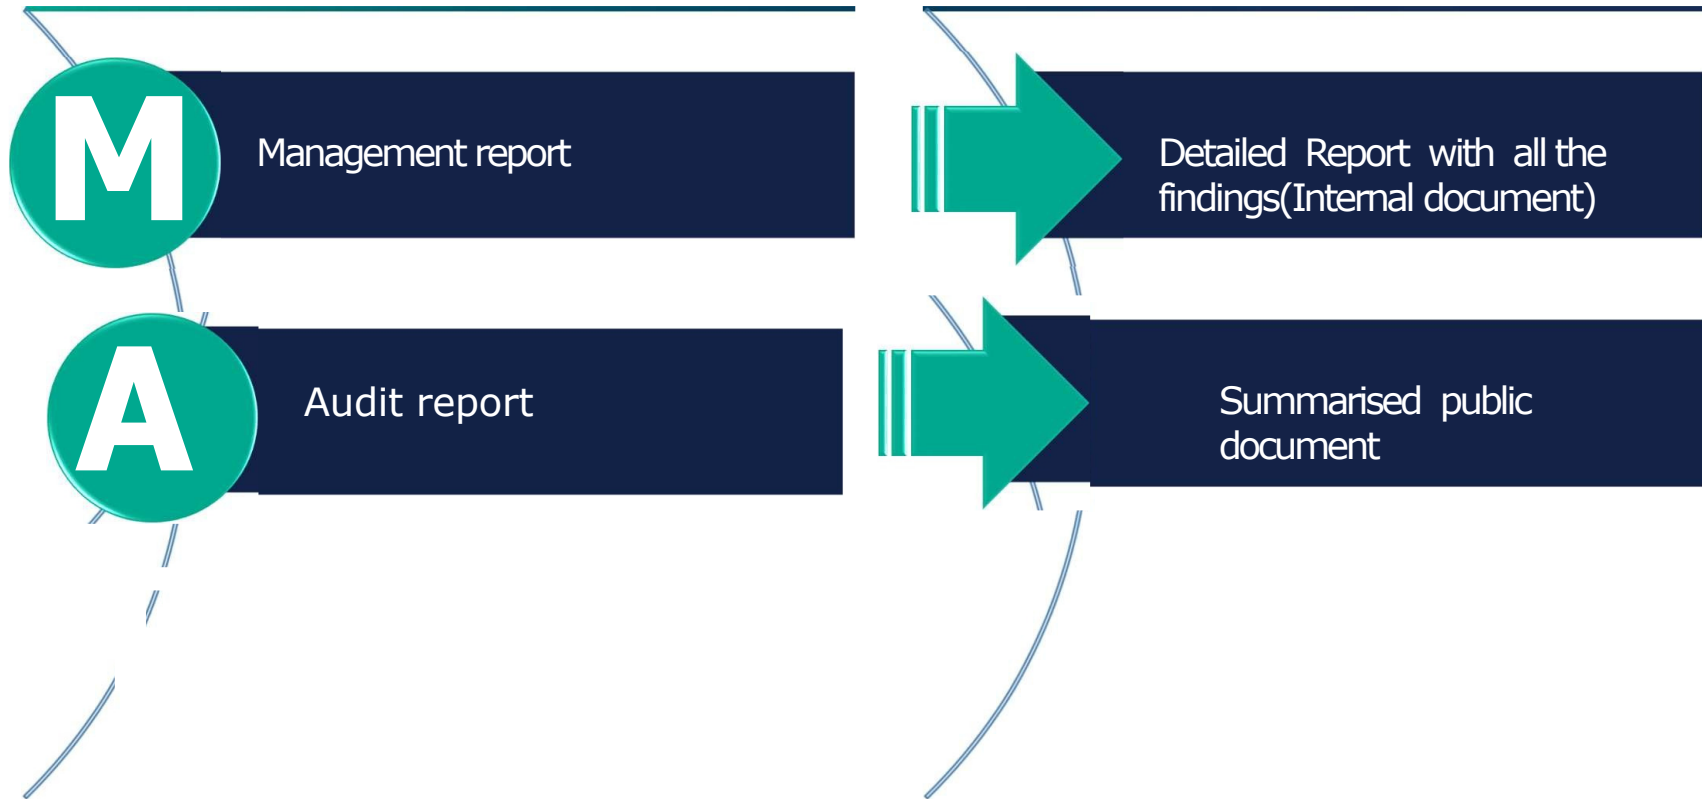 M
Management report
Detailed Report with all the
findings(Internal document)
A
Audit report
Summarised public
document